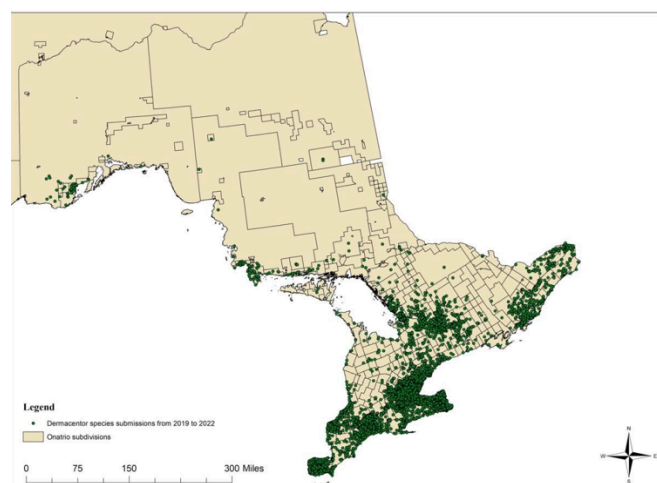 Legend
Dermacentor species submissions from 2019 to 2022
Onatrio subdivisions
0 75 150 300 Miles
N
W E
S